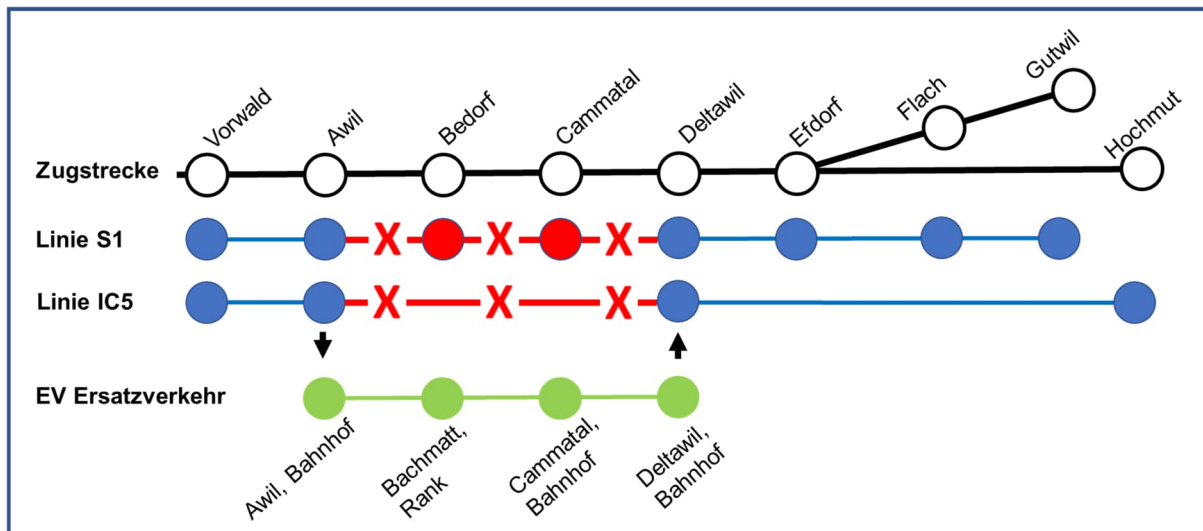 Vorwald
Awil
Bedorf
Cammatal
Deltawil
Efdorf
Flach
Gutwil
Hochmut
Zugstrecke
Linie S1
X X X
Linie IC5
X X X
EV Ersatzverkehr
Awil, Bahnhof
Bachmatt,
Rank
Cammatal,
Bahnhof
Deltawil,
Bahnhof